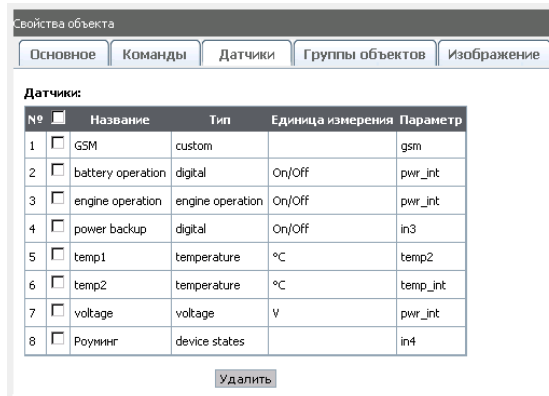 Свойства объекта
Основное Команды Датчики Группы объектов Изображение
Датчики:
№ Название Тип Единица измерения Параметр
1 GSM custom gsm
2 battery operation digital On/Off pwr_int
3 engine operation engine operation On/Off pwr_int
4 power backup digital On/Off in3
5 temp1 temperature °C temp2
6 temp2 temperature °C temp_int
7 voltage voltage V pwr_int
8 Роуминг device states in4
Удалить